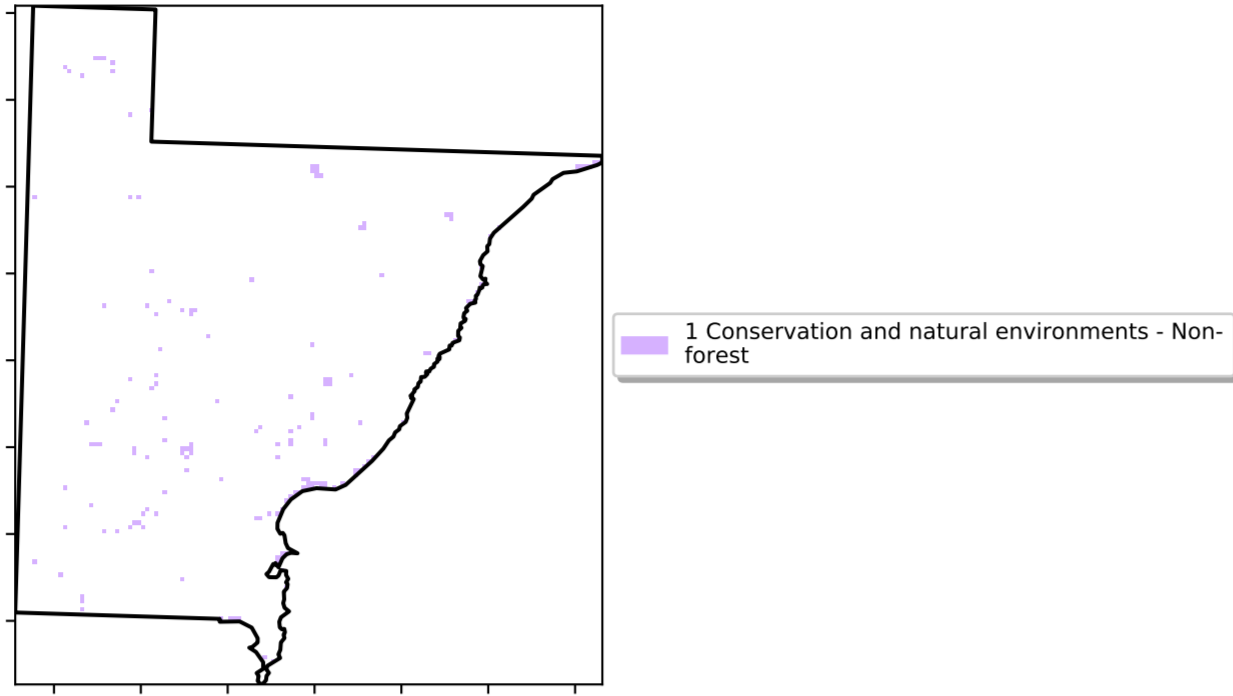 1 Conservation and natural environments - Non-
forest